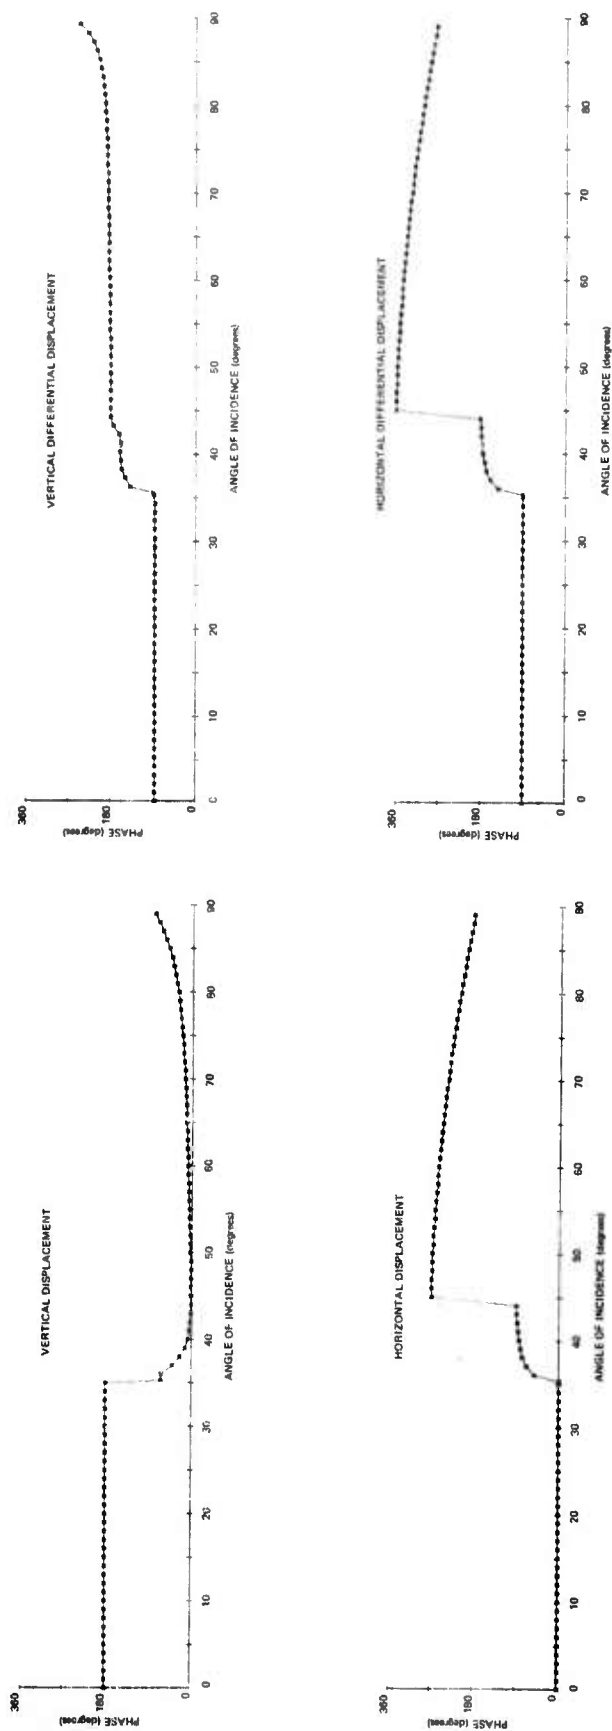 VERTICAL DISPLACEMENT
360
180
0
PHASE (degrees)
0 10 20 30 40 50 60 70 80 90
ANGLE OF INCIDENCE (degrees)
VERTICAL DIFFERENTIAL DISPLACEMENT
360
180
0
PHASE (degrees)
0 10 20 30 40 50 60 70 80 90
ANGLE OF INCIDENCE (degrees)
HORIZONTAL DISPLACEMENT
360
180
0
PHASE (degrees)
0 10 20 30 40 50 60 70 80 90
ANGLE OF INCIDENCE (degrees)
HORIZONTAL DIFFERENTIAL DISPLACEMENT
360
180
0
PHASE (degrees)
0 10 20 30 40 50 60 70 80 90
ANGLE OF INCIDENCE (degrees)